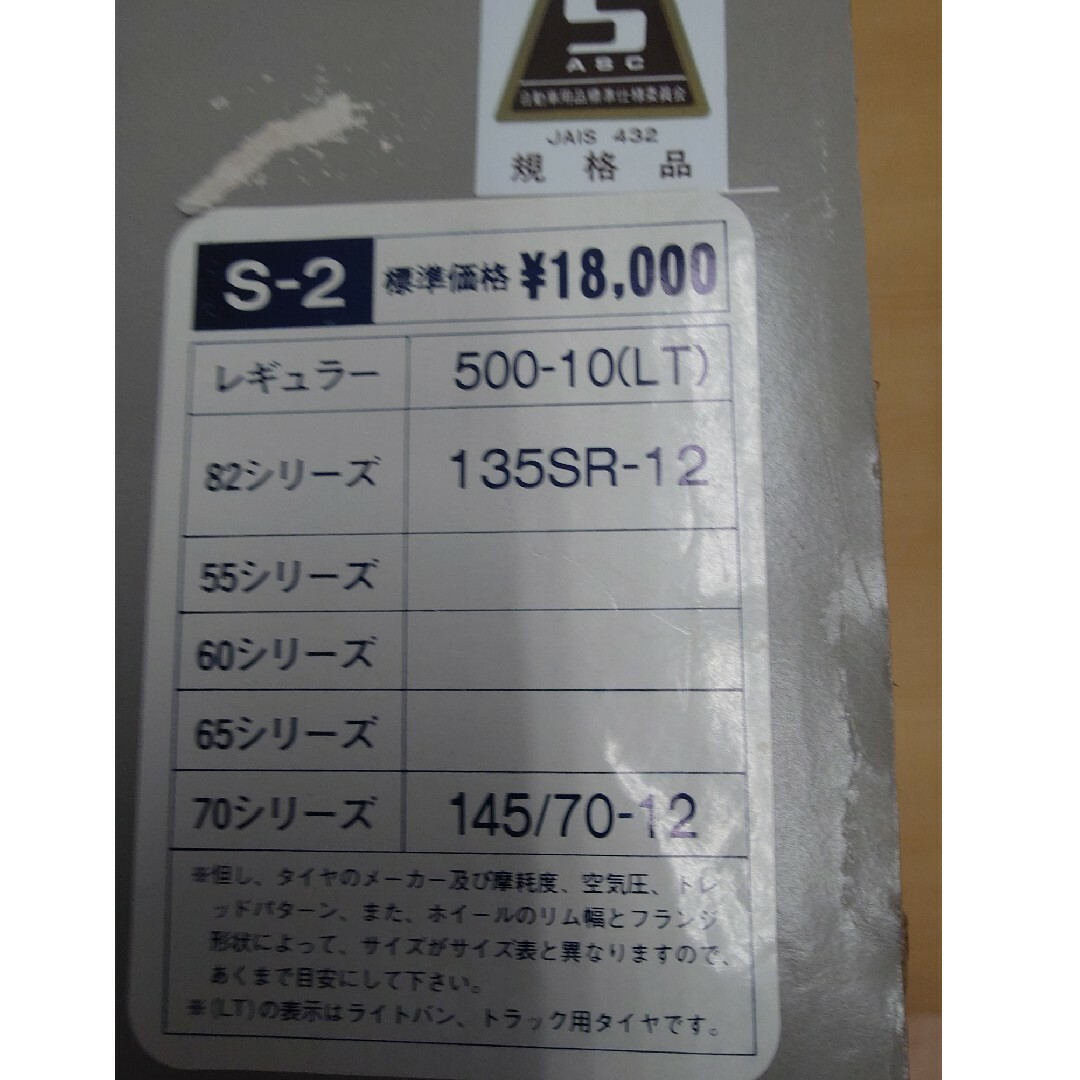 S
ASC
自動車用品標準仕様委員会
JAIS 432
規格品
S-2 標準価格 ¥18,000
レギュラー 500-10(LT)
82シリーズ 135SR-12
55シリーズ
60シリーズ
65シリーズ
70シリーズ 145/70-12
※但し、タイヤのメーカー及び摩耗度、空気圧、トレ
ッドパターン、また、ホイールのリム幅とフランジ
形状によって、サイズがサイズ表と異なりますので、
あくまで目安にして下さい。
※(LT)の表示はライトバン、トラック用タイヤです。